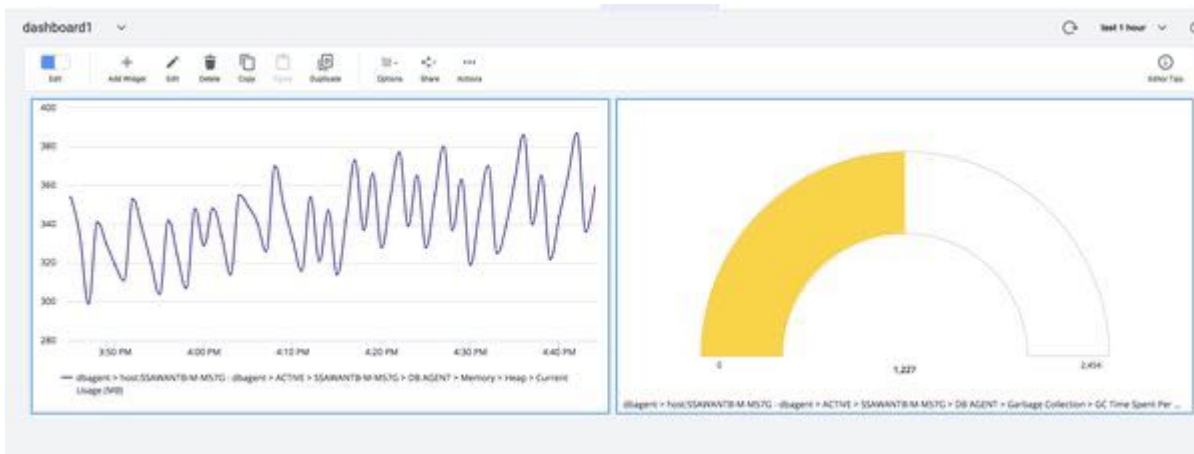 dashboard1
last 1 hour
Edit
Add Widget
Edit
Delete
Copy
Paste
Duplicate
Options
Share
Actions
Editor Tips
400
380
360
340
320
300
280
3:50 PM
4:00 PM
4:10 PM
4:20 PM
4:30 PM
4:40 PM
dbagent > host:SSAWANTB-M-M57G - dbagent > ACTIVE > SSAWANTB-M-M57G > DB AGENT > Memory > Heap > Current
Usage (MB)
0
1,227
2,454
dbagent > host:SSAWANTB-M-M57G - dbagent > ACTIVE > SSAWANTB-M-M57G > DB AGENT > Garbage Collection > GC Time Spent Per ...